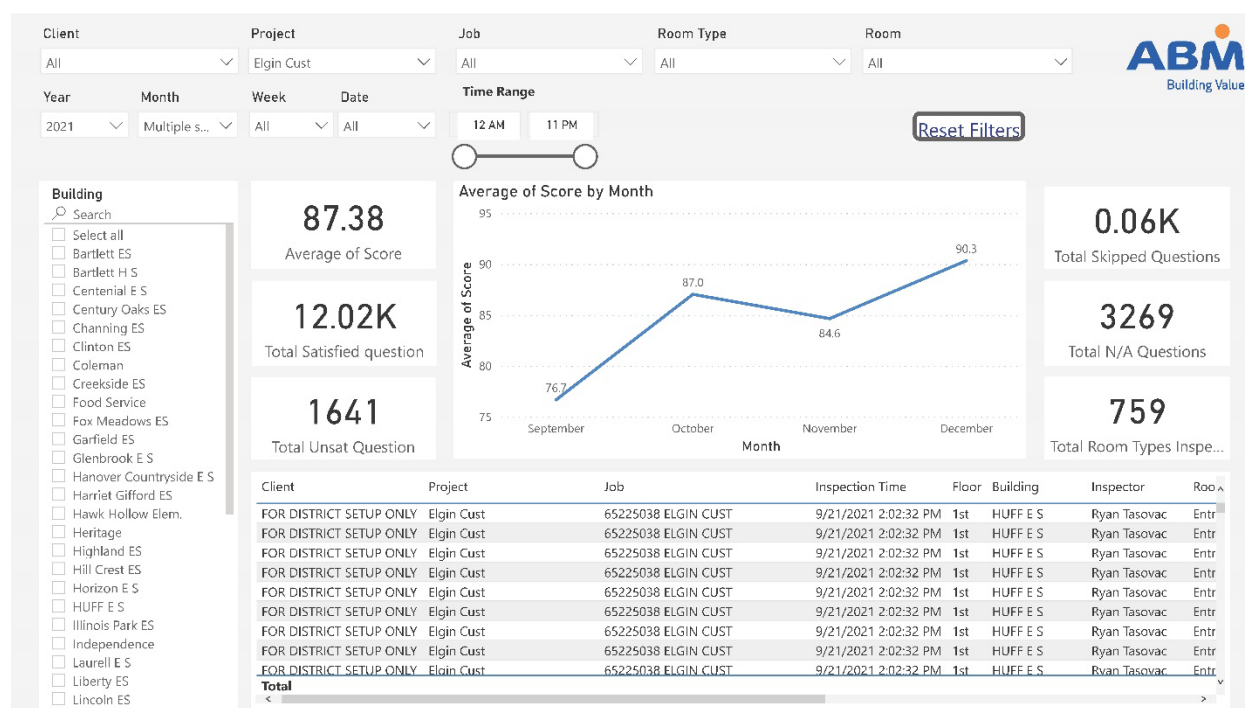 Client Project Job Room Type Room
All Elgin Cust All All All
ABM
Building Value
Year Month Week Date Time Range
2021 Multiple s... All All 12 AM 11 PM
Reset Filters
Building
Search
Select all
Bartlett ES
Bartlett H S
Centenial E S
Century Oaks ES
Channing ES
Clinton ES
Coleman
Creekside ES
Food Service
Fox Meadows ES
Garfield ES
Glenbrook E S
Hanover Countryside E S
Harriet Gifford ES
Hawk Hollow Elem.
Heritage
Highland ES
Hill Crest ES
Horizon E S
HUFF E S
Illinois Park ES
Independence
Laurell E S
Liberty ES
Lincoln ES
87.38
Average of Score
12.02K
Total Satisfied question
1641
Total Unsat Question
Average of Score by Month
Average of Score
95
90
85
80
75
76.7
87.0
84.6
90.3
September October November December
Month
0.06K
Total Skipped Questions
3269
Total N/A Questions
759
Total Room Types Inspe...
Client Project Job Inspection Time Floor Building Inspector Roo
FOR DISTRICT SETUP ONLY Elgin Cust 65225038 ELGIN CUST 9/21/2021 2:02:32 PM 1st HUFF E S Ryan Tasovac Entr
FOR DISTRICT SETUP ONLY Elgin Cust 65225038 ELGIN CUST 9/21/2021 2:02:32 PM 1st HUFF E S Ryan Tasovac Entr
FOR DISTRICT SETUP ONLY Elgin Cust 65225038 ELGIN CUST 9/21/2021 2:02:32 PM 1st HUFF E S Ryan Tasovac Entr
FOR DISTRICT SETUP ONLY Elgin Cust 65225038 ELGIN CUST 9/21/2021 2:02:32 PM 1st HUFF E S Ryan Tasovac Entr
FOR DISTRICT SETUP ONLY Elgin Cust 65225038 ELGIN CUST 9/21/2021 2:02:32 PM 1st HUFF E S Ryan Tasovac Entr
FOR DISTRICT SETUP ONLY Elgin Cust 65225038 ELGIN CUST 9/21/2021 2:02:32 PM 1st HUFF E S Ryan Tasovac Entr
FOR DISTRICT SETUP ONLY Elgin Cust 65225038 ELGIN CUST 9/21/2021 2:02:32 PM 1st HUFF E S Ryan Tasovac Entr
FOR DISTRICT SETUP ONLY Elgin Cust 65225038 ELGIN CUST 9/21/2021 2:02:32 PM 1st HUFF E S Ryan Tasovac Entr
FOR DISTRICT SETUP ONLY Elgin Cust 65225038 ELGIN CUST 9/21/2021 2:02:32 PM 1st HUFF E S Ryan Tasovac Entr
Total